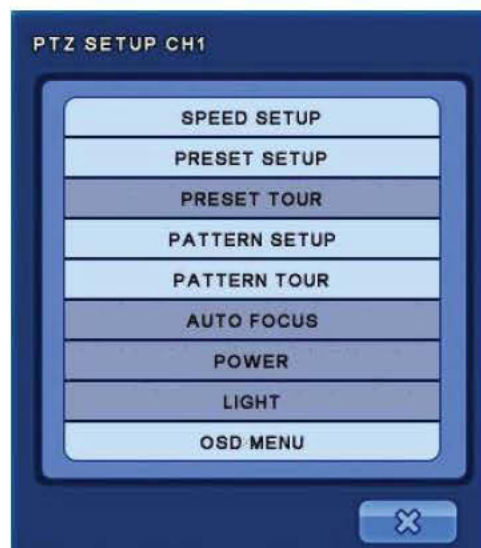 PTZ SETUP CH1
SPEED SETUP
PRESET SETUP
PRESET TOUR
PATTERN SETUP
PATTERN TOUR
AUTO FOCUS
POWER
LIGHT
OSD MENU